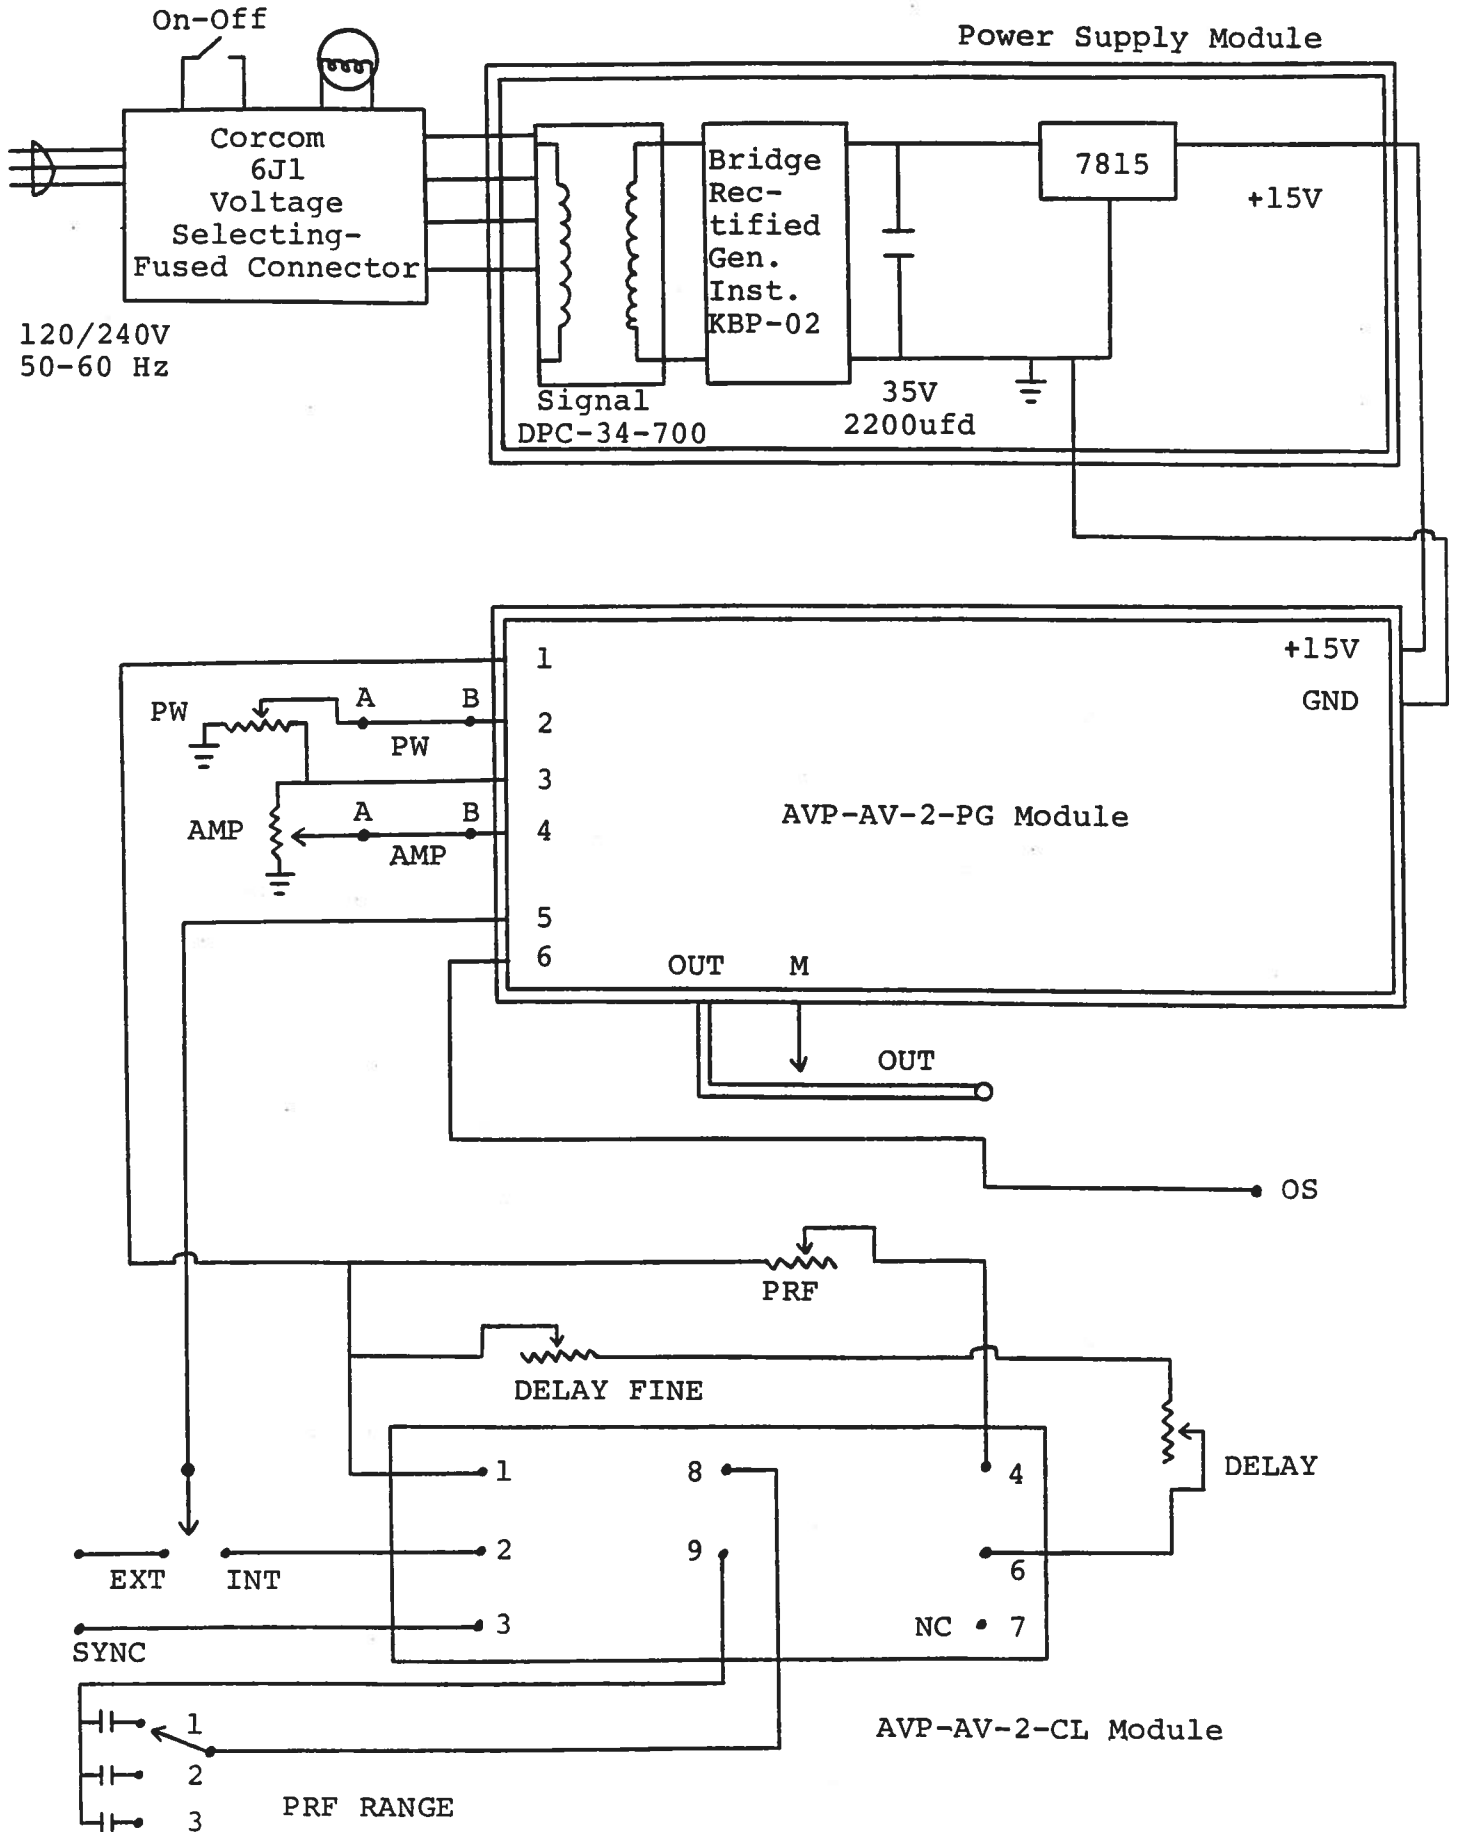 On-Off
Power Supply Module
Corcom
6J1
Voltage
Selecting-
Fused Connector
120/240V
50-60 Hz
Signal
DPC-34-700
Bridge
Rec-
tified
Gen.
Inst.
KBP-02
35V
2200ufd
7815
+15V
+15V
GND
1
PW
A
B
2
PW
3
AMP
A
B
4
AMP
AVP-AV-2-PG Module
5
6
OUT
M
OUT
OS
PRF
DELAY FINE
DELAY
1
8
4
2
9
6
EXT
INT
3
NC
7
SYNC
AVP-AV-2-CL Module
1
2
3
PRF RANGE